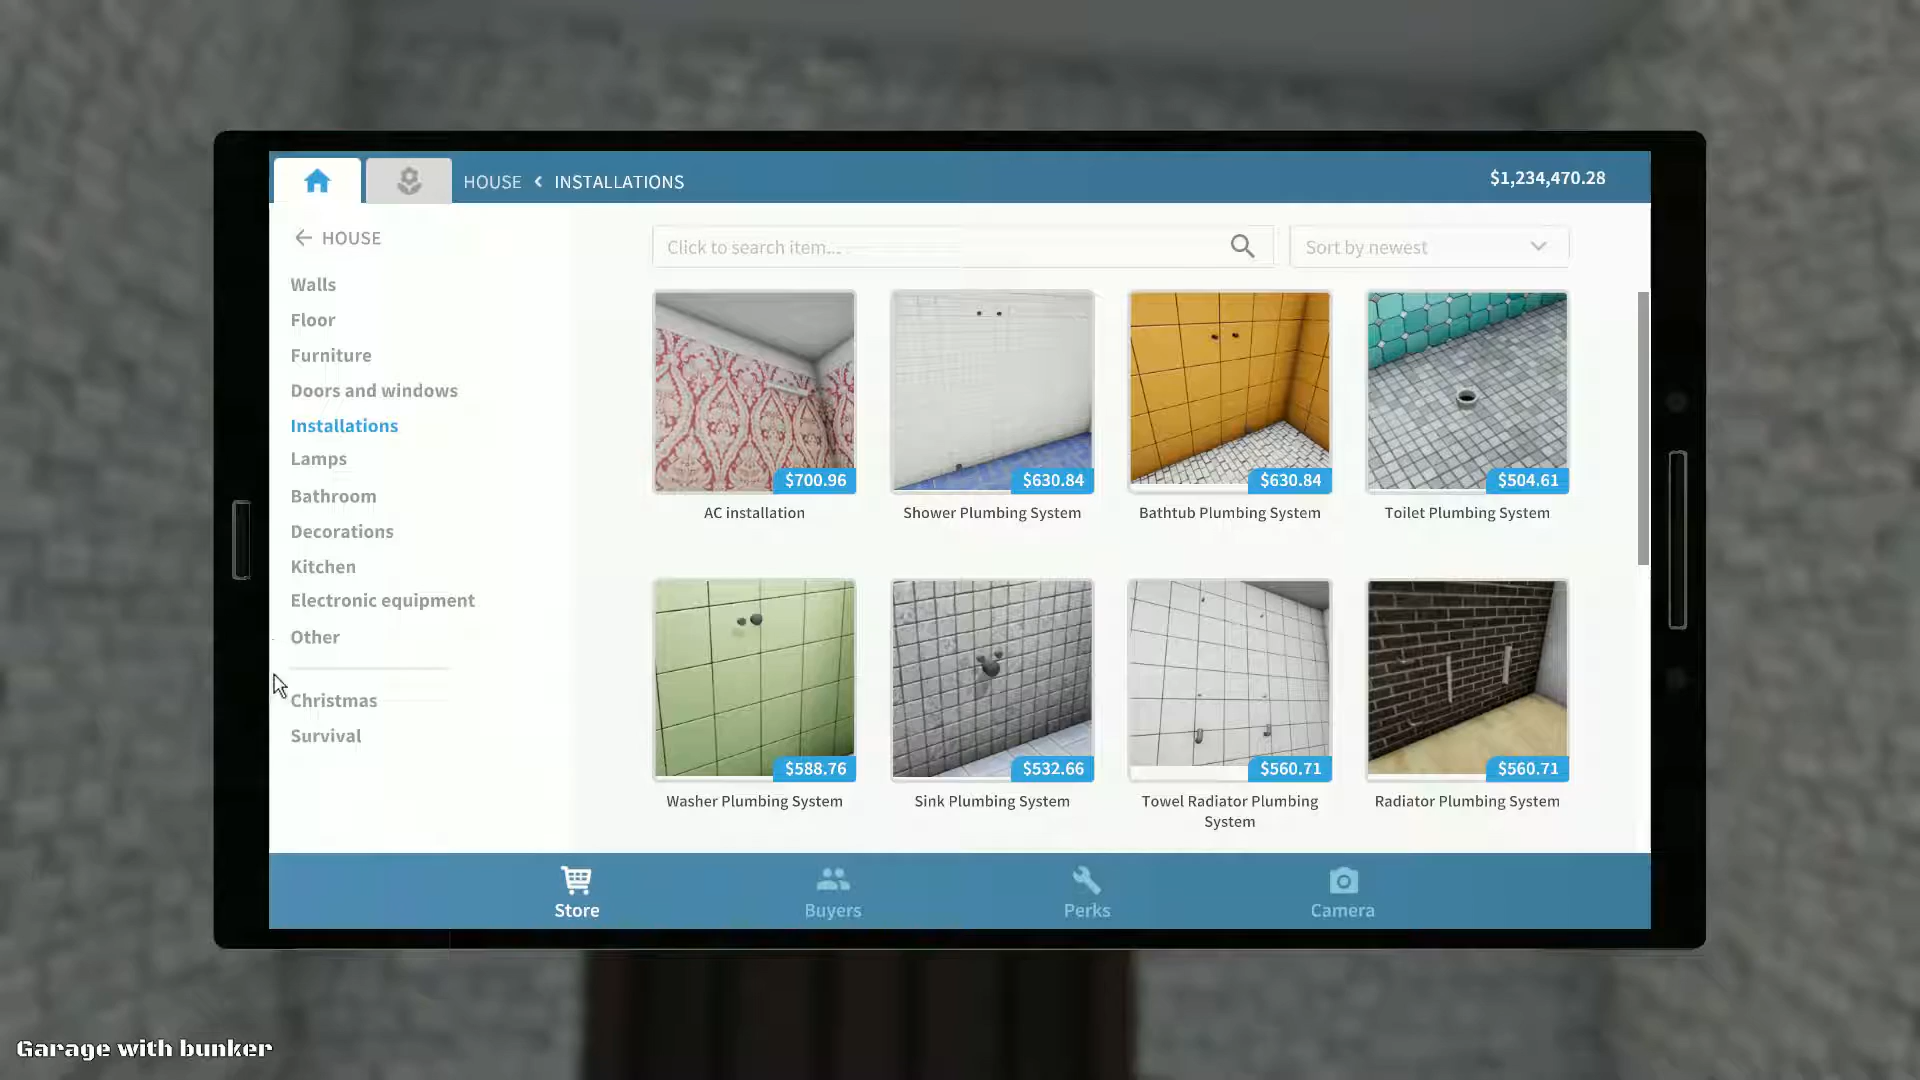 HOUSE < INSTALLATIONS
$1,234,470.28
HOUSE
Walls
Floor
Furniture
Doors and windows
Installations
Lamps
Bathroom
Decorations
Kitchen
Electronic equipment
Other
Christmas
Survival
Click to search item...
Sort by newest
$700.96
$630.84
$630.84
$504.61
AC installation
Shower Plumbing System
Bathtub Plumbing System
Toilet Plumbing System
$588.76
$532.66
$560.71
$560.71
Washer Plumbing System
Sink Plumbing System
Towel Radiator Plumbing
System
Radiator Plumbing System
Store
Buyers
Perks
Camera
Garage with bunker